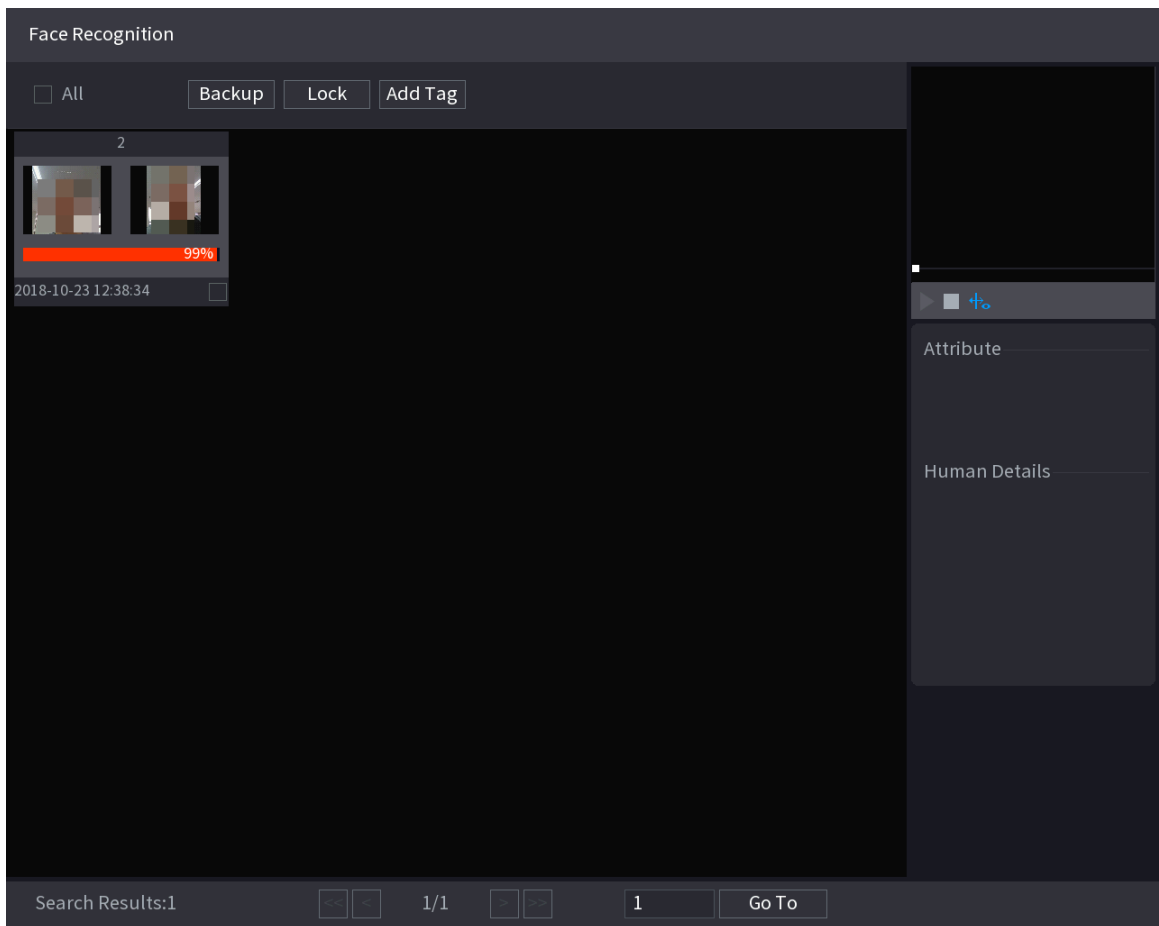 Face Recognition
All
Backup
Lock
Add Tag
2
99%
2018-10-23 12:38:34
Attribute
Human Details
Search Results:1
<<
<
1/1
>
>>
1
Go To